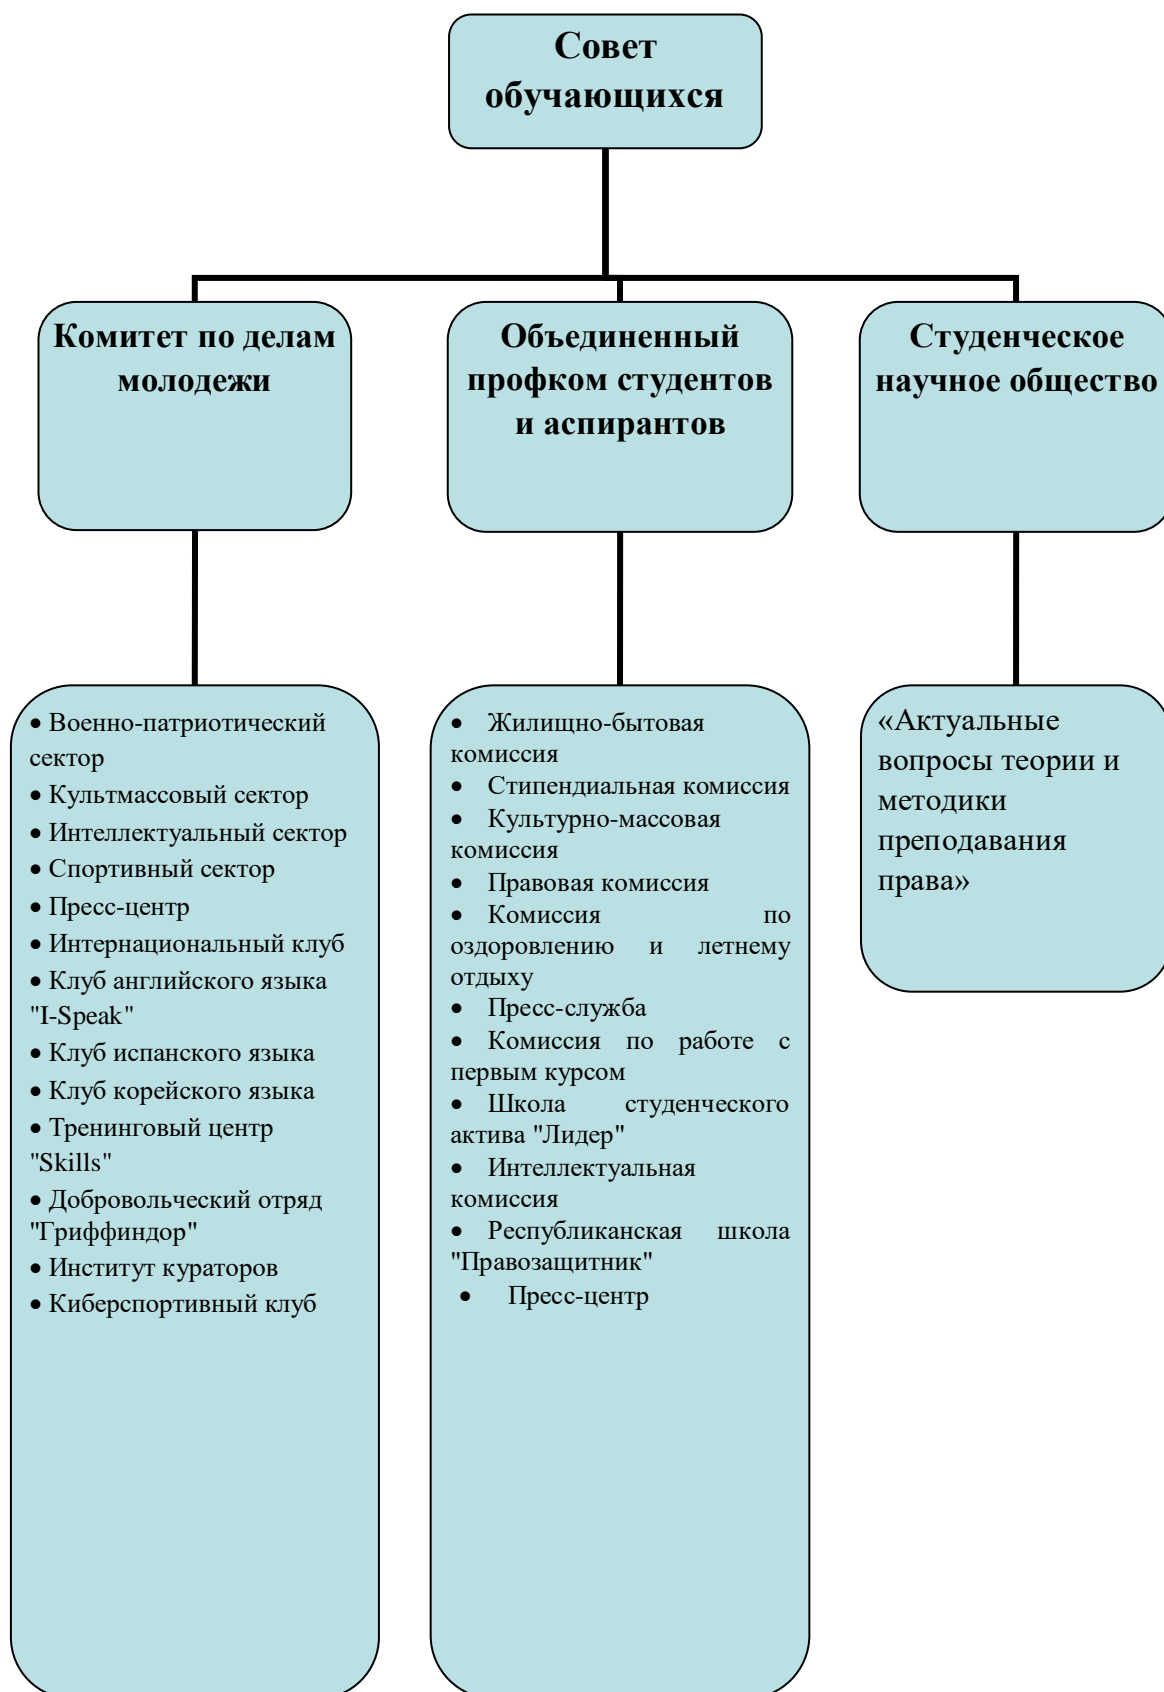 Совет
обучающихся
Комитет по делам
молодежи
Объединенный
профком студентов
и аспирантов
Студенческое
научное общество
• Военно-патриотический
сектор
• Культмассовый сектор
• Интеллектуальный сектор
• Спортивный сектор
• Пресс-центр
• Интернациональный клуб
• Клуб английского языка
"I-Speak"
• Клуб испанского языка
• Клуб корейского языка
• Тренинговый центр
"Skills"
• Добровольческий отряд
"Гриффиндор"
• Институт кураторов
• Киберспортивный клуб
• Жилищно-бытовая
комиссия
• Стипендиальная комиссия
• Культурно-массовая
комиссия
• Правовая комиссия
• Комиссия по
оздоровлению и летнему
отдыху
• Пресс-служба
• Комиссия по работе с
первым курсом
• Школа студенческого
актива "Лидер"
• Интеллектуальная
комиссия
• Республиканская школа
"Правозащитник"
• Пресс-центр
«Актуальные
вопросы теории и
методики
преподавания
права»